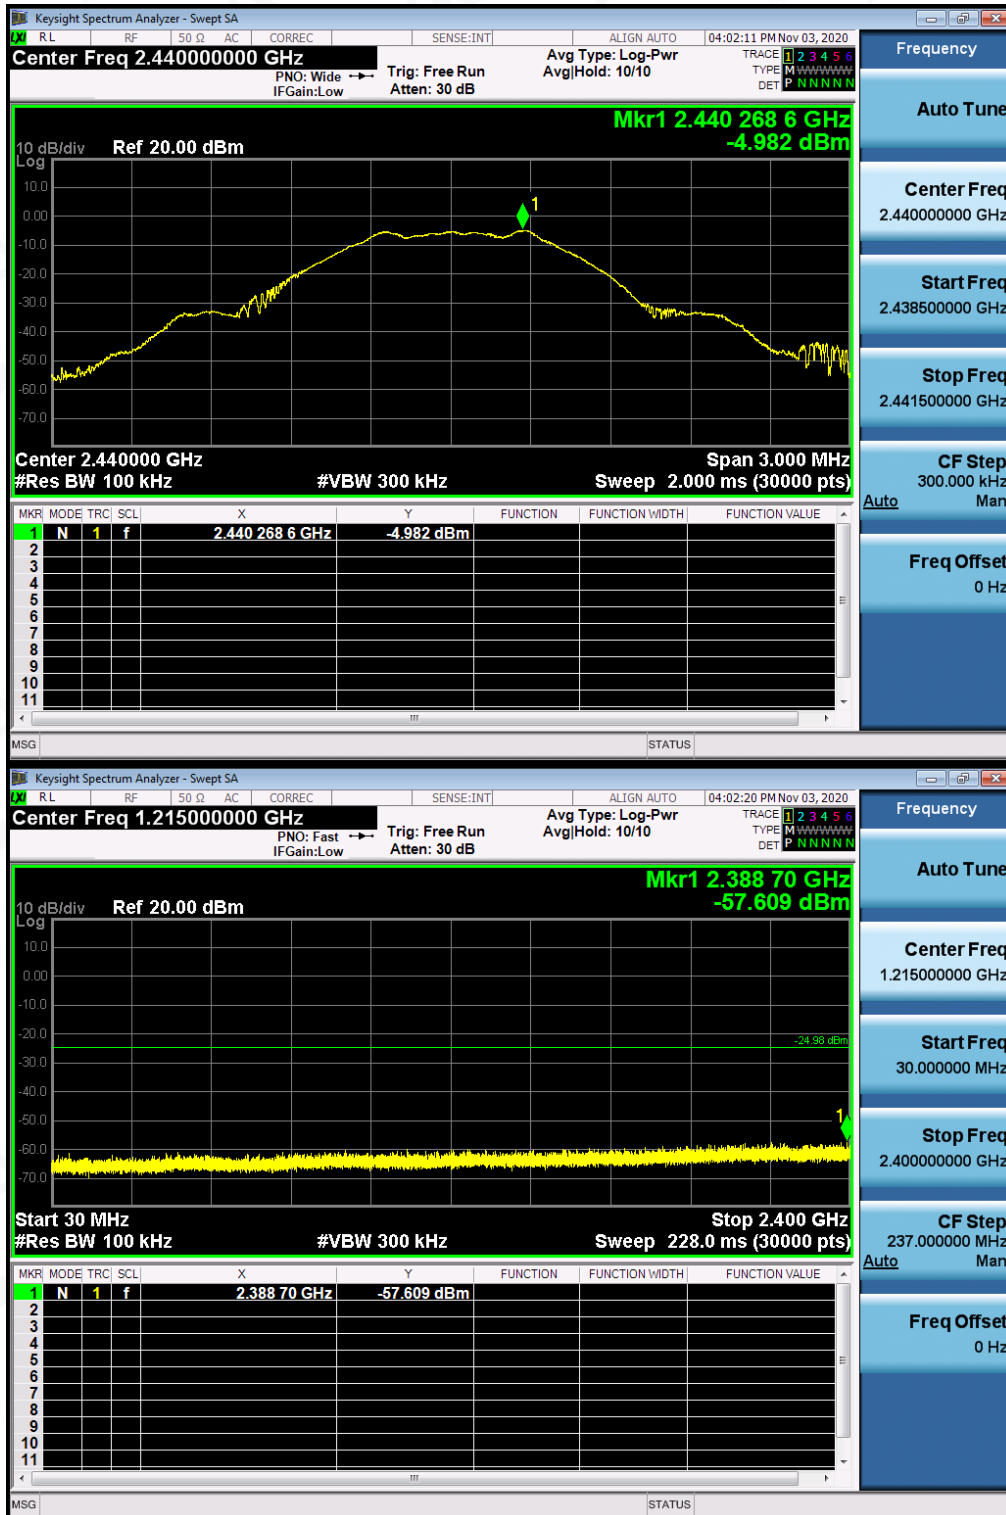 Keysight Spectrum Analyzer - Swept SA
LXI RL RF 50 Ω AC CORREC SENSE:INT ALIGN AUTO 04:02:11 PM Nov 03, 2020
Center Freq 2.440000000 GHz
PNO: Wide
IFGain:Low
Trig: Free Run
Atten: 30 dB
Avg Type: Log-Pwr
Avg|Hold: 10/10
TRACE 1 2 3 4 5 6
TYPE M W W W W W
DET P N N N N N
Mkr1 2.440 268 6 GHz
-4.982 dBm
10 dB/div Ref 20.00 dBm
Log
10.0
0.00
-10.0
-20.0
-30.0
-40.0
-50.0
-60.0
-70.0
1
Center 2.440000 GHz Span 3.000 MHz
#Res BW 100 kHz #VBW 300 kHz Sweep 2.000 ms (30000 pts)
MKR MODE TRC SCL X Y FUNCTION FUNCTION WIDTH FUNCTION VALUE
1 N 1 f 2.440 268 6 GHz -4.982 dBm
2
3
4
5
6
7
8
9
10
11
MSG STATUS
Frequency
Auto Tune
Center Freq
2.440000000 GHz
Start Freq
2.438500000 GHz
Stop Freq
2.441500000 GHz
CF Step
300.000 kHz
Auto Man
Freq Offset
0 Hz
Keysight Spectrum Analyzer - Swept SA
LXI RL RF 50 Ω AC CORREC SENSE:INT ALIGN AUTO 04:02:20 PM Nov 03, 2020
Center Freq 1.215000000 GHz
PNO: Fast
IFGain:Low
Trig: Free Run
Atten: 30 dB
Avg Type: Log-Pwr
Avg|Hold: 10/10
TRACE 1 2 3 4 5 6
TYPE M W W W W W
DET P N N N N N
Mkr1 2.388 70 GHz
-57.609 dBm
10 dB/div Ref 20.00 dBm
Log
10.0
0.00
-10.0
-20.0
-30.0
-40.0
-50.0
-60.0
-70.0
-24.98 dBm
1
Start 30 MHz Stop 2.400 GHz
#Res BW 100 kHz #VBW 300 kHz Sweep 228.0 ms (30000 pts)
MKR MODE TRC SCL X Y FUNCTION FUNCTION WIDTH FUNCTION VALUE
1 N 1 f 2.388 70 GHz -57.609 dBm
2
3
4
5
6
7
8
9
10
11
MSG STATUS
Frequency
Auto Tune
Center Freq
1.215000000 GHz
Start Freq
30.000000 MHz
Stop Freq
2.400000000 GHz
CF Step
237.000000 MHz
Auto Man
Freq Offset
0 Hz